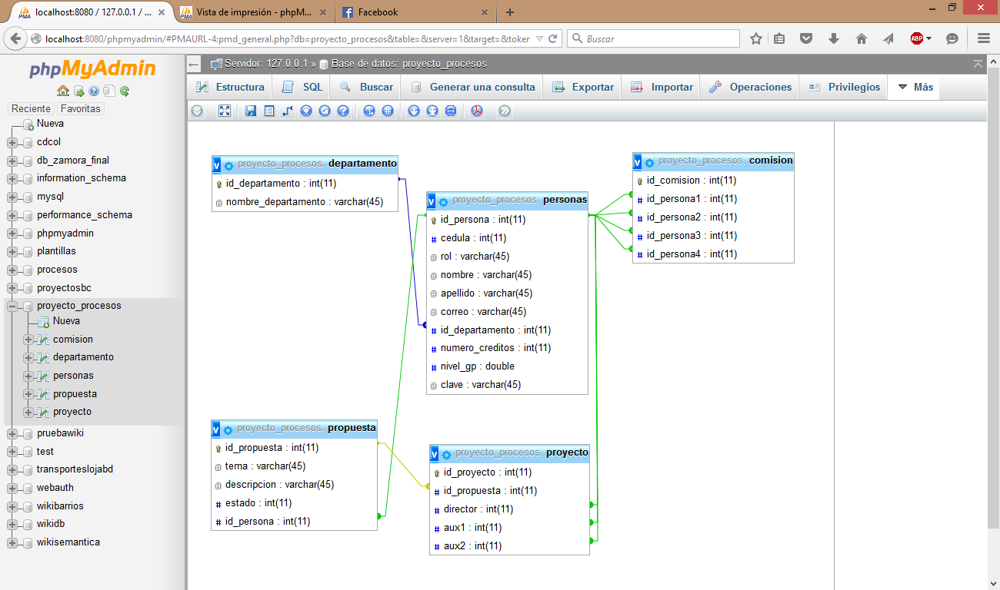 localhost:8080 / 127.0.0.1 / ...
Vista de impresión - phpM...
Facebook
localhost:8080/phpmyadmin/#PMAURL-4:pmd_general.php?db=proyecto_procesos&table=&server=1&target=&token
Buscar
ABP
phpMyAdmin
Reciente Favoritas
Nueva
cdcol
db_zamora_final
information_schema
mysql
performance_schema
phpmyadmin
plantillas
procesos
proyectosbc
proyecto_procesos
Nueva
comision
departamento
personas
propuesta
proyecto
pruebawiki
test
transporteslojabd
webauth
wikibarrios
wikidb
wikisemantica
Servidor: 127.0.0.1 » Base de datos: proyecto_procesos
Estructura SQL Buscar Generar una consulta Exportar Importar Operaciones Privilegios Más
v proyecto_procesos. departamento
id_departamento : int(11)
nombre_departamento : varchar(45)
v proyecto_procesos. personas
id_persona : int(11)
# cedula : int(11)
rol : varchar(45)
nombre : varchar(45)
apellido : varchar(45)
correo : varchar(45)
# id_departamento : int(11)
# numero_creditos : int(11)
# nivel_gp : double
clave : varchar(45)
v proyecto_procesos. comision
id_comision : int(11)
# id_persona1 : int(11)
# id_persona2 : int(11)
# id_persona3 : int(11)
# id_persona4 : int(11)
v proyecto_procesos. propuesta
id_propuesta : int(11)
tema : varchar(45)
descripcion : varchar(45)
# estado : int(11)
# id_persona : int(11)
v proyecto_procesos. proyecto
id_proyecto : int(11)
# id_propuesta : int(11)
# director : int(11)
# aux1 : int(11)
# aux2 : int(11)